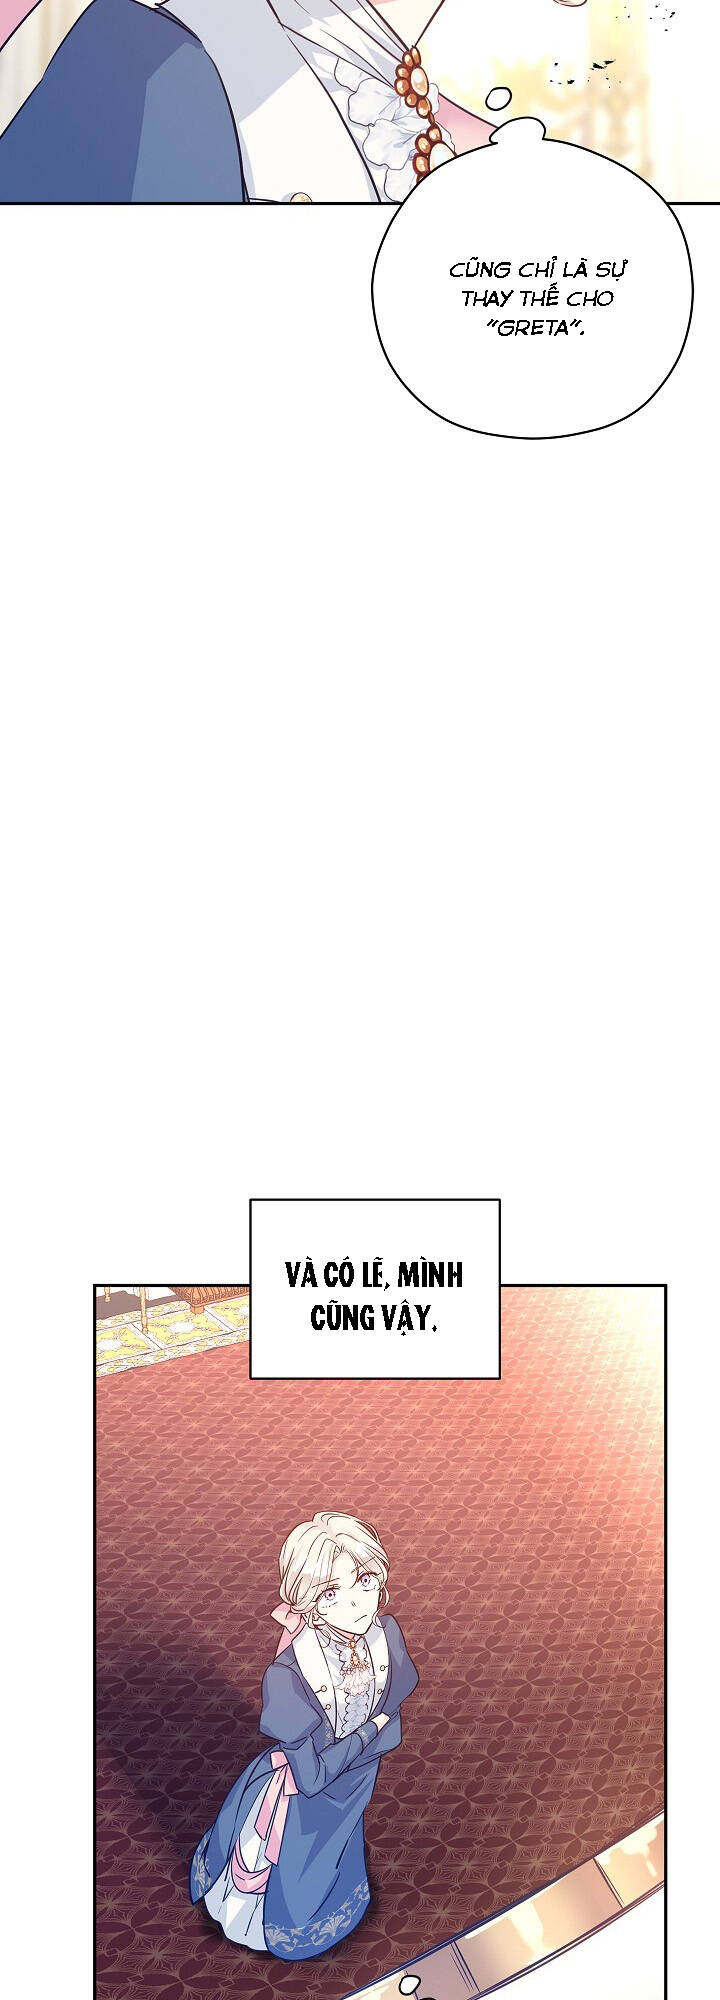 CŨNG CHỈ LÀ SỰ
THAY THẾ CHO
"GRETA".
VÀ CÓ LẼ, MÌNH
CŨNG VẬY.